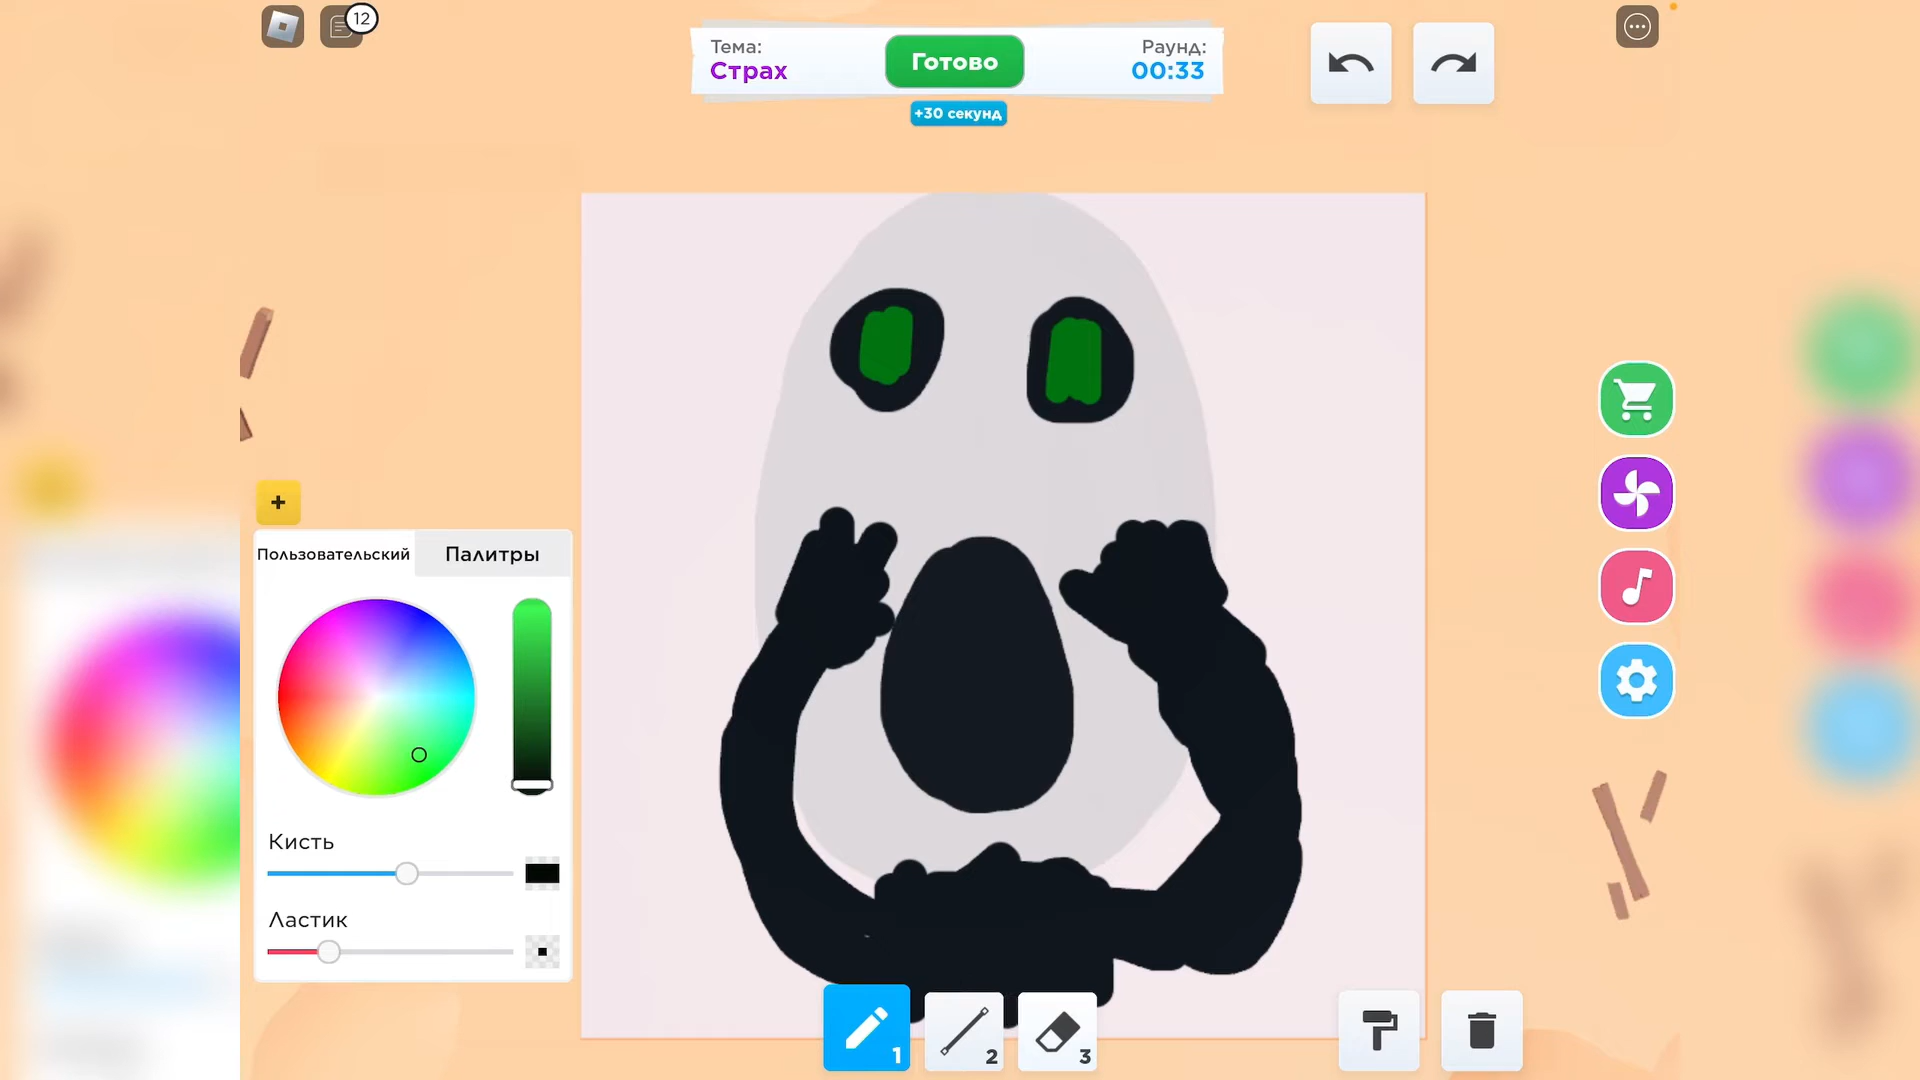 12
Тема:
Страх
Готово
Раунд:
00:33
+30 секунд
+
Пользовательский
Палитры
Кисть
Ластик
1
2
3